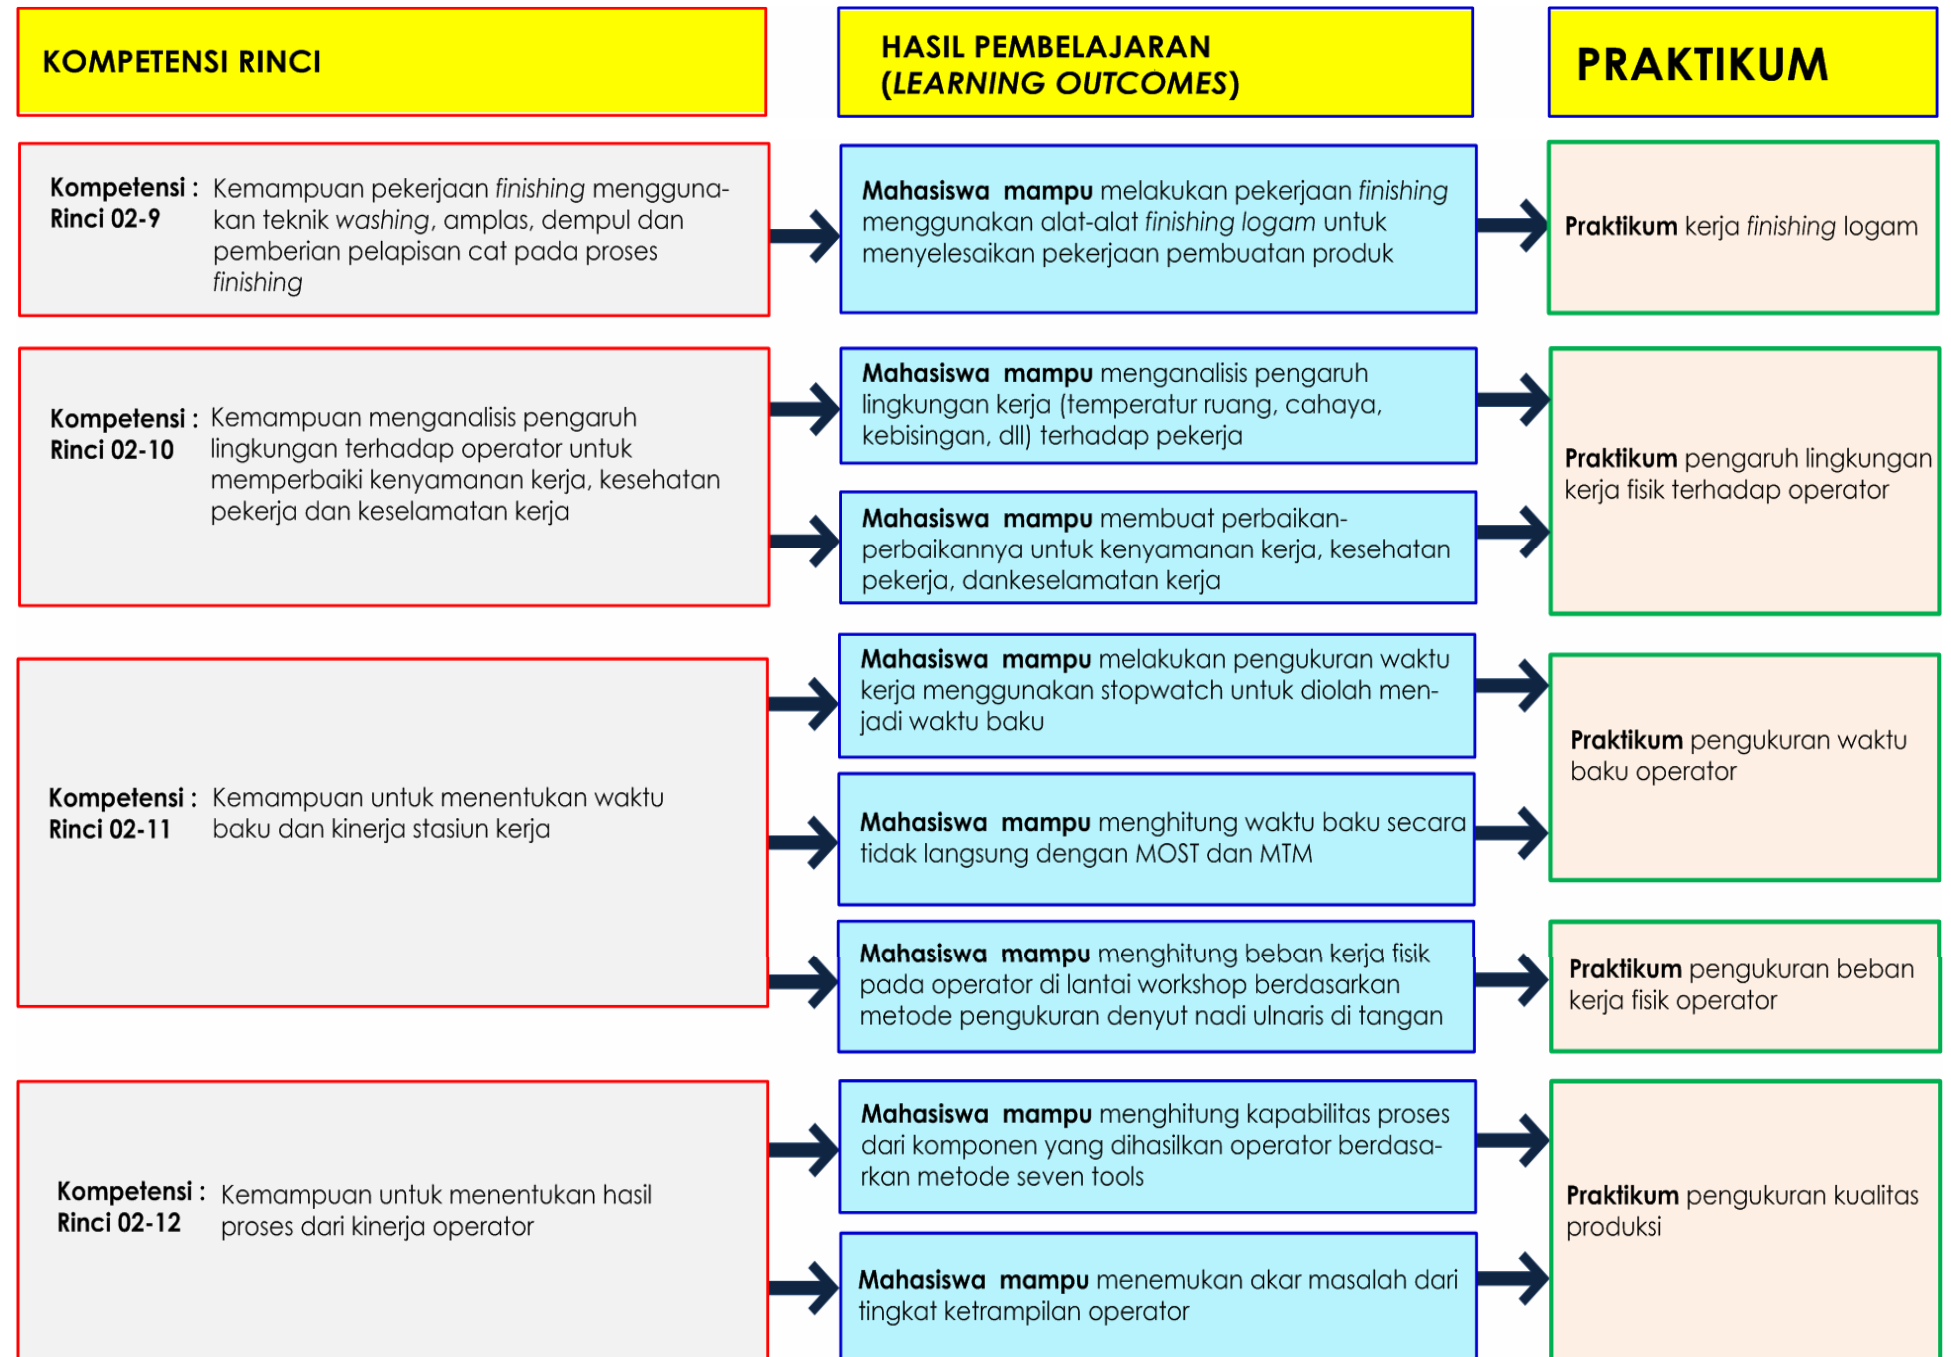 KOMPETENSI RINCI
HASIL PEMBELAJARAN
(LEARNING OUTCOMES)
PRAKTIKUM
Kompetensi : Kemampuan pekerjaan finishing mengguna-
Rinci 02-9 kan teknik washing, amplas, dempul dan
pemberian pelapisan cat pada proses
finishing
Mahasiswa mampu melakukan pekerjaan finishing
menggunakan alat-alat finishing logam untuk
menyelesaikan pekerjaan pembuatan produk
Praktikum kerja finishing logam
Kompetensi : Kemampuan menganalisis pengaruh
Rinci 02-10 lingkungan terhadap operator untuk
memperbaiki kenyamanan kerja, kesehatan
pekerja dan keselamatan kerja
Mahasiswa mampu menganalisis pengaruh
lingkungan kerja (temperatur ruang, cahaya,
kebisingan, dll) terhadap pekerja
Mahasiswa mampu membuat perbaikan-
perbaikannya untuk kenyamanan kerja, kesehatan
pekerja, dankeselamatan kerja
Praktikum pengaruh lingkungan
kerja fisik terhadap operator
Kompetensi : Kemampuan untuk menentukan waktu
Rinci 02-11 baku dan kinerja stasiun kerja
Mahasiswa mampu melakukan pengukuran waktu
kerja menggunakan stopwatch untuk diolah men-
jadi waktu baku
Mahasiswa mampu menghitung waktu baku secara
tidak langsung dengan MOST dan MTM
Praktikum pengukuran waktu
baku operator
Mahasiswa mampu menghitung beban kerja fisik
pada operator di lantai workshop berdasarkan
metode pengukuran denyut nadi ulnaris di tangan
Praktikum pengukuran beban
kerja fisik operator
Kompetensi : Kemampuan untuk menentukan hasil
Rinci 02-12 proses dari kinerja operator
Mahasiswa mampu menghitung kapabilitas proses
dari komponen yang dihasilkan operator berdasa-
rkan metode seven tools
Mahasiswa mampu menemukan akar masalah dari
tingkat ketrampilan operator
Praktikum pengukuran kualitas
produksi